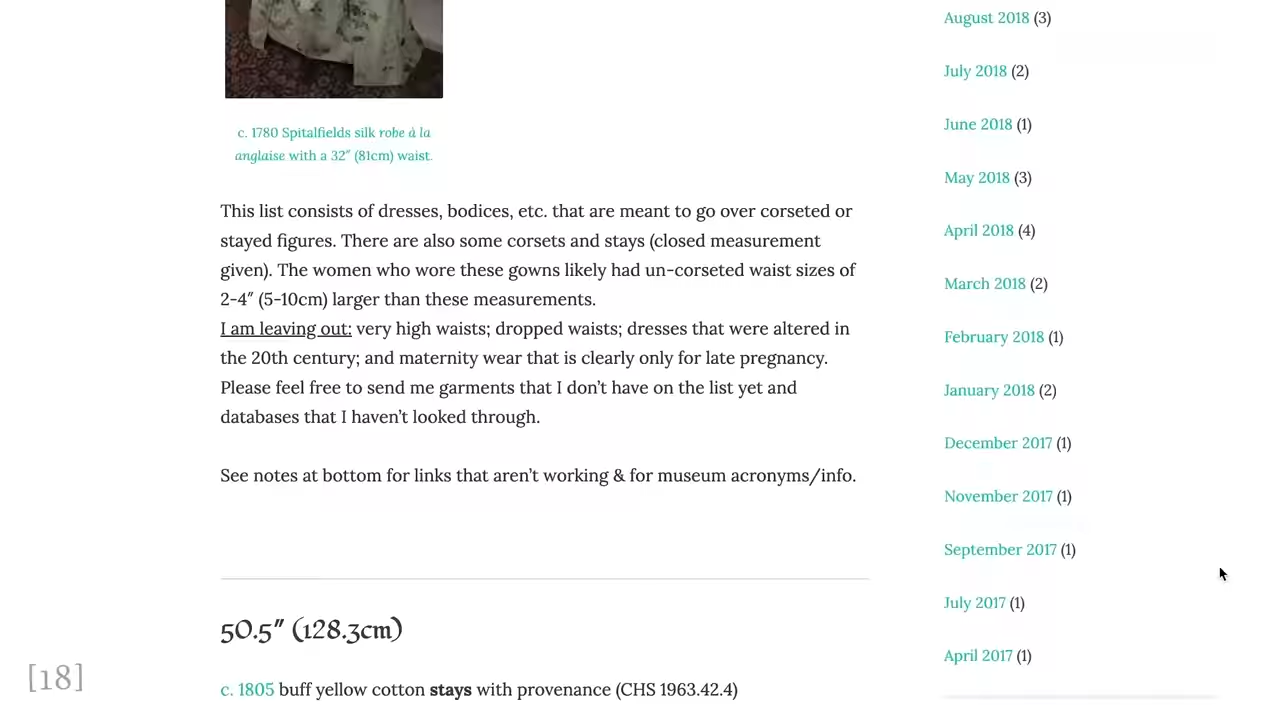 c. 1780 Spitalfields silk robe à la
anglaise with a 32″ (81cm) waist.
This list consists of dresses, bodices, etc. that are meant to go over corseted or
stayed figures. There are also some corsets and stays (closed measurement
given). The women who wore these gowns likely had un-corseted waist sizes of
2-4″ (5-10cm) larger than these measurements.
I am leaving out: very high waists; dropped waists; dresses that were altered in
the 20th century; and maternity wear that is clearly only for late pregnancy.
Please feel free to send me garments that I don’t have on the list yet and
databases that I haven’t looked through.
See notes at bottom for links that aren’t working & for museum acronyms/info.
50.5″ (128.3cm)
c. 1805 buff yellow cotton stays with provenance (CHS 1963.42.4)
August 2018 (3)
July 2018 (2)
June 2018 (1)
May 2018 (3)
April 2018 (4)
March 2018 (2)
February 2018 (1)
January 2018 (2)
December 2017 (1)
November 2017 (1)
September 2017 (1)
July 2017 (1)
April 2017 (1)
[18]